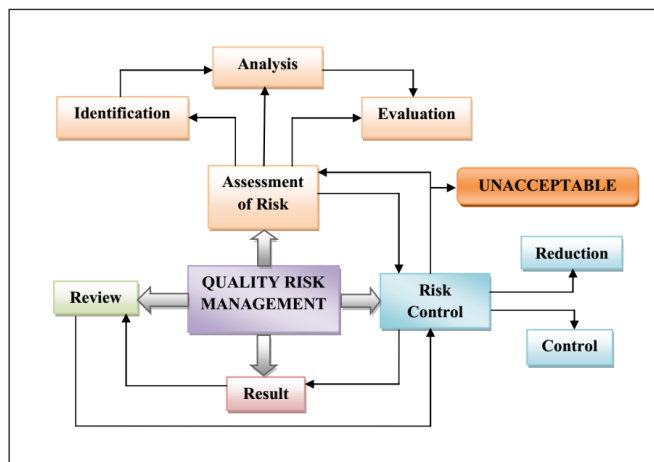 Analysis
Identification
Evaluation
Assessment
of Risk
UNACCEPTABLE
Reduction
QUALITY RISK
MANAGEMENT
Review
Risk
Control
Control
Result